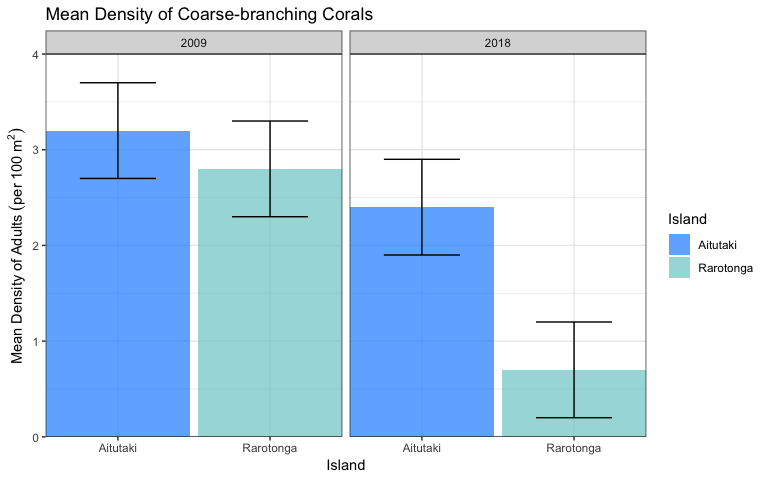 Mean Density of Coarse-branching Corals
2009
2018
Mean Density of Adults (per 100 m²)
4
3
2
1
0
Aitutaki
Rarotonga
Aitutaki
Rarotonga
Island
Island
Aitutaki
Rarotonga